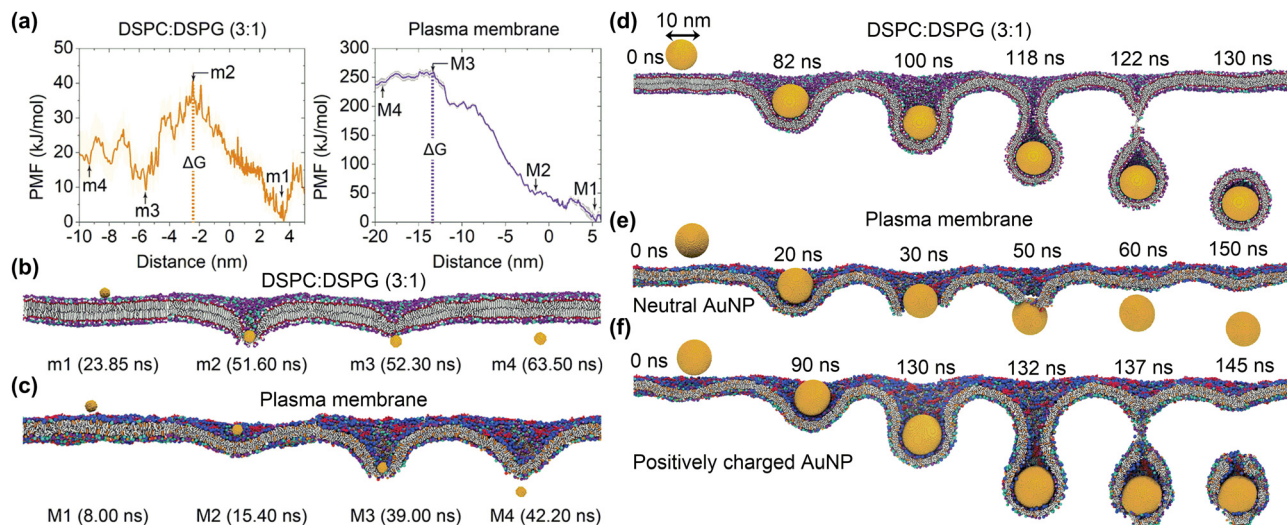 (a)
DSPC:DSPG (3:1)
PMF (kJ/mol)
50
40
30
20
10
0
m4
m3
m2
ΔG
m1
-10 -8 -6 -4 -2 0 2 4
Distance (nm)
Plasma membrane
PMF (kJ/mol)
300
250
200
150
100
50
0
M4
M3
ΔG
M2
M1
-20 -15 -10 -5 0 5
Distance (nm)
(b)
DSPC:DSPG (3:1)
m1 (23.85 ns) m2 (51.60 ns) m3 (52.30 ns) m4 (63.50 ns)
(c)
Plasma membrane
M1 (8.00 ns) M2 (15.40 ns) M3 (39.00 ns) M4 (42.20 ns)
(d)
10 nm
DSPC:DSPG (3:1)
0 ns 82 ns 100 ns 118 ns 122 ns 130 ns
(e)
Plasma membrane
0 ns 20 ns 30 ns 50 ns 60 ns 150 ns
Neutral AuNP
(f)
0 ns 90 ns 130 ns 132 ns 137 ns 145 ns
Positively charged AuNP